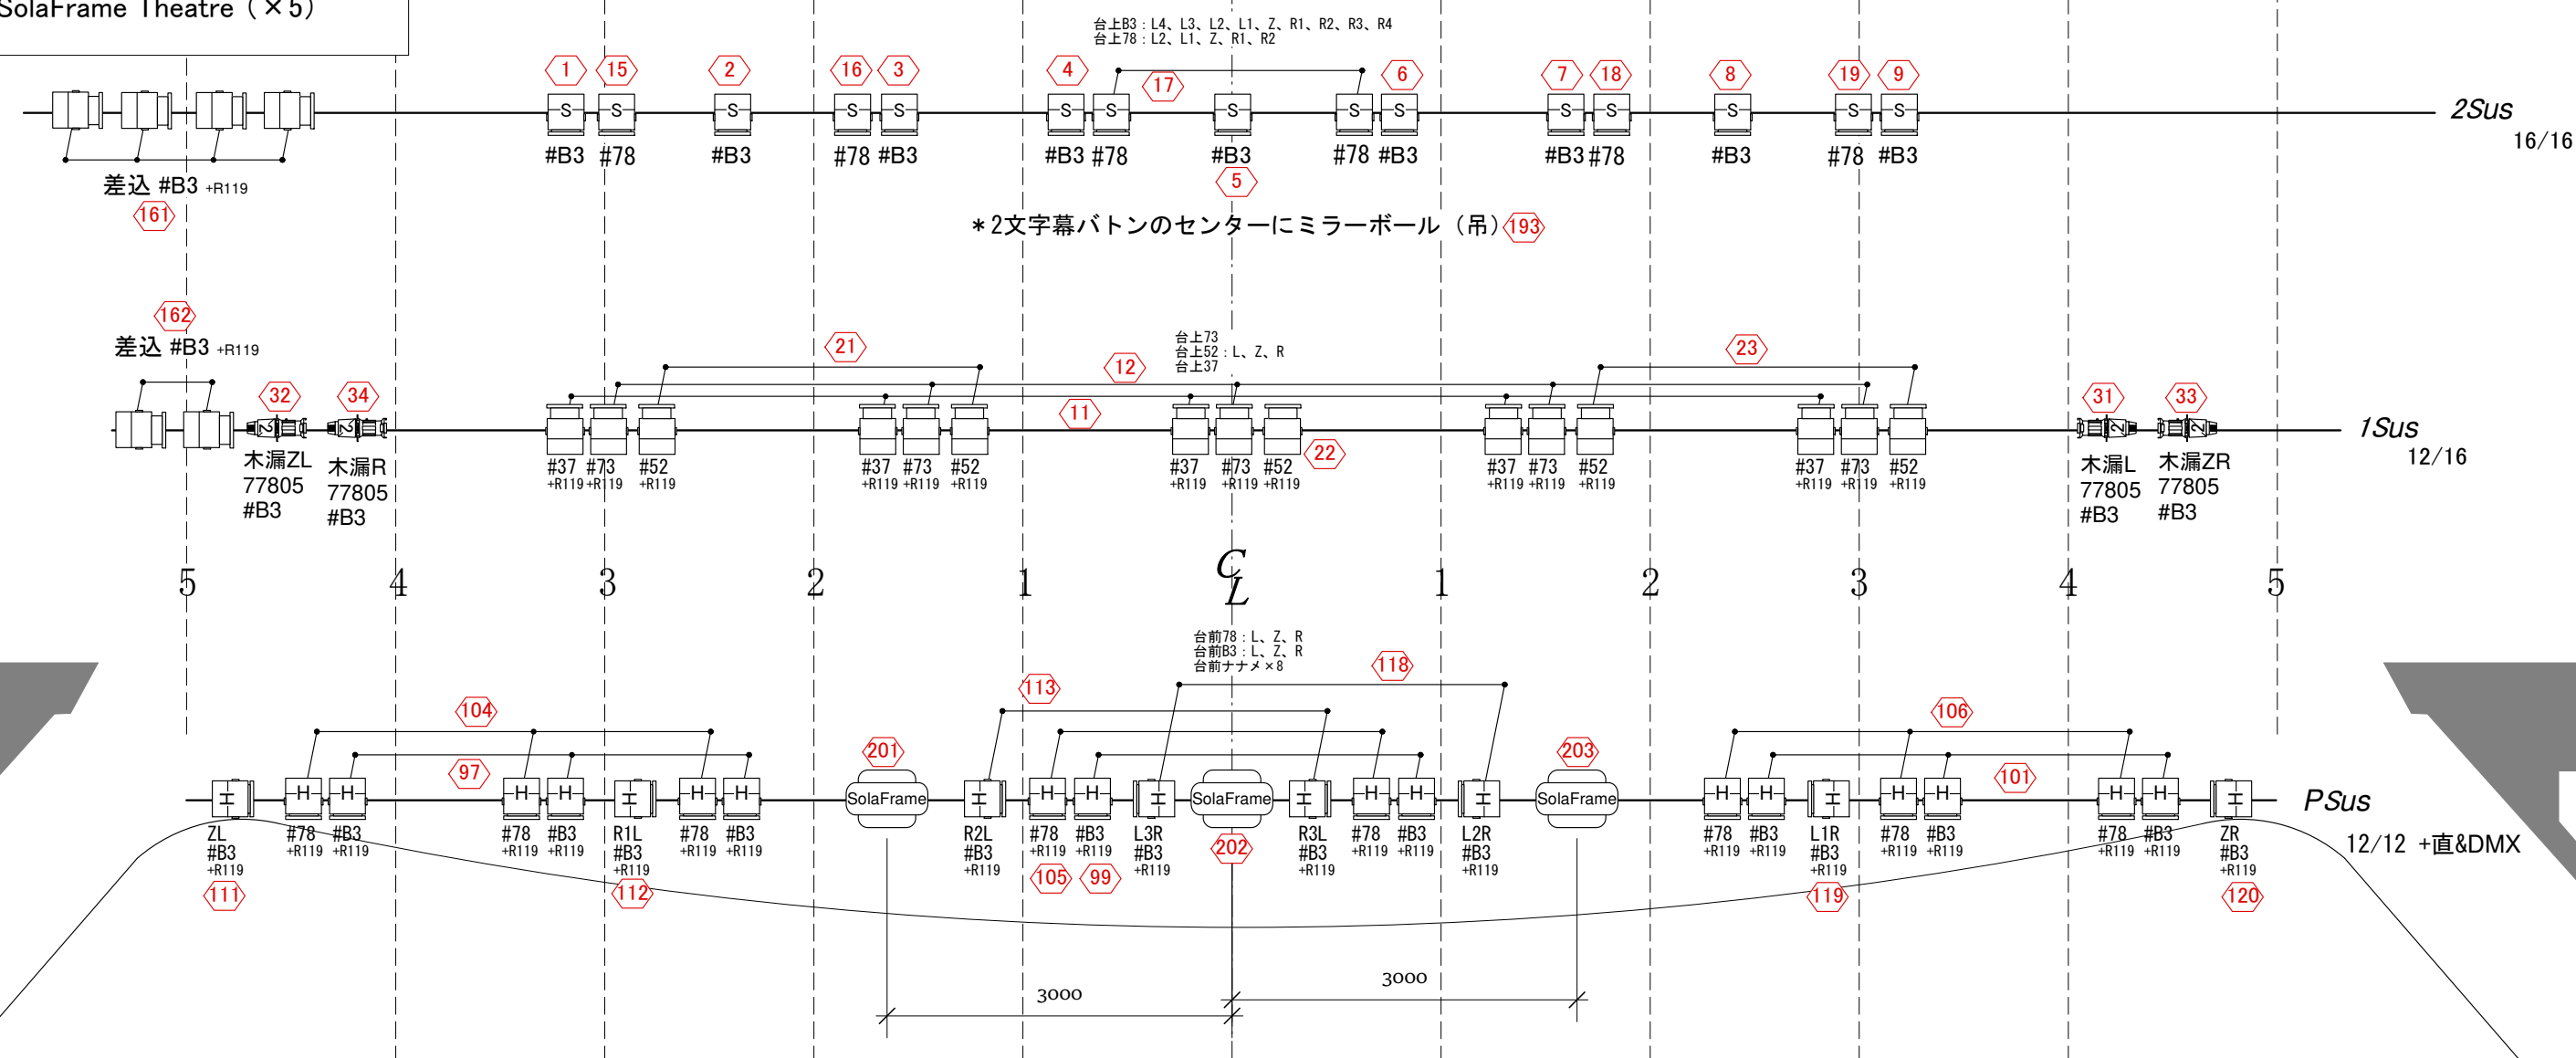 SolaFrame Theatre（×5）
台上B3：L4、L3、L2、L1、Z、R1、R2、R3、R4
台上78：L2、L1、Z、R1、R2
1 15 2 16 3 4 17 6 7 18 8 19 9
S S S S S S S S S S S S S S S
2Sus
16/16
#B3 #78 #B3 #78 #B3 #B3 #78 #B3 #78 #B3 #B3 #78 #B3 #78 #B3
差込 #B3 +R119
161
5
＊2文字幕バトンのセンターにミラーボール（吊） 193
162
差込 #B3 +R119
台上73
台上52：L、Z、R
台上37
21 12 23
32 34 11 31 33
1Sus
12/16
22
木漏ZL
77805
#B3
木漏R
77805
#B3
#37 #73 #52 #37 #73 #52 #37 #73 #52 #37 #73 #52 #37 #73 #52
+R119 +R119 +R119 +R119 +R119 +R119 +R119 +R119 +R119 +R119 +R119 +R119 +R119 +R119 +R119
木漏L
77805
#B3
木漏ZR
77805
#B3
5 4 3 2 1 CL 1 2 3 4 5
台前78：L、Z、R
台前B3：L、Z、R
台前ナナメ×8
113 118
104 106
97 201 203 101
H H H H H H H H H H H H H H H H H H H H H H H H
SolaFrame SolaFrame SolaFrame
PSus
12/12 +直&DMX
ZL #78 #B3 #78 #B3 R1L #78 #B3 R2L #78 #B3 L3R R3L #78 #B3 L2R #78 #B3 L1R #78 #B3 #78 #B3 ZR
#B3 +R119 +R119 +R119 +R119 #B3 +R119 +R119 #B3 +R119 +R119 #B3 #B3 +R119 +R119 #B3 +R119 +R119 #B3 +R119 +R119 +R119 +R119 #B3
+R119 +R119 +R119 +R119 +R119 +R119 +R119 +R119
202
111 112 105 99 119 120
3000 3000